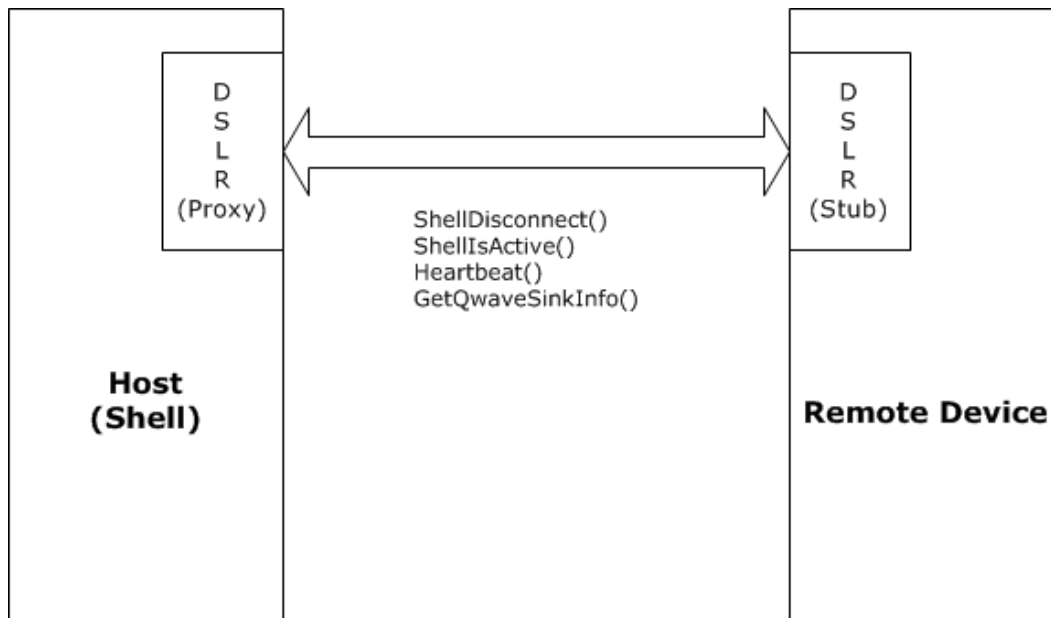 D
S
L
R
(Proxy)
D
S
L
R
(Stub)
ShellDisconnect()
ShellIsActive()
Heartbeat()
GetQwaveSinkInfo()
Host
(Shell)
Remote Device